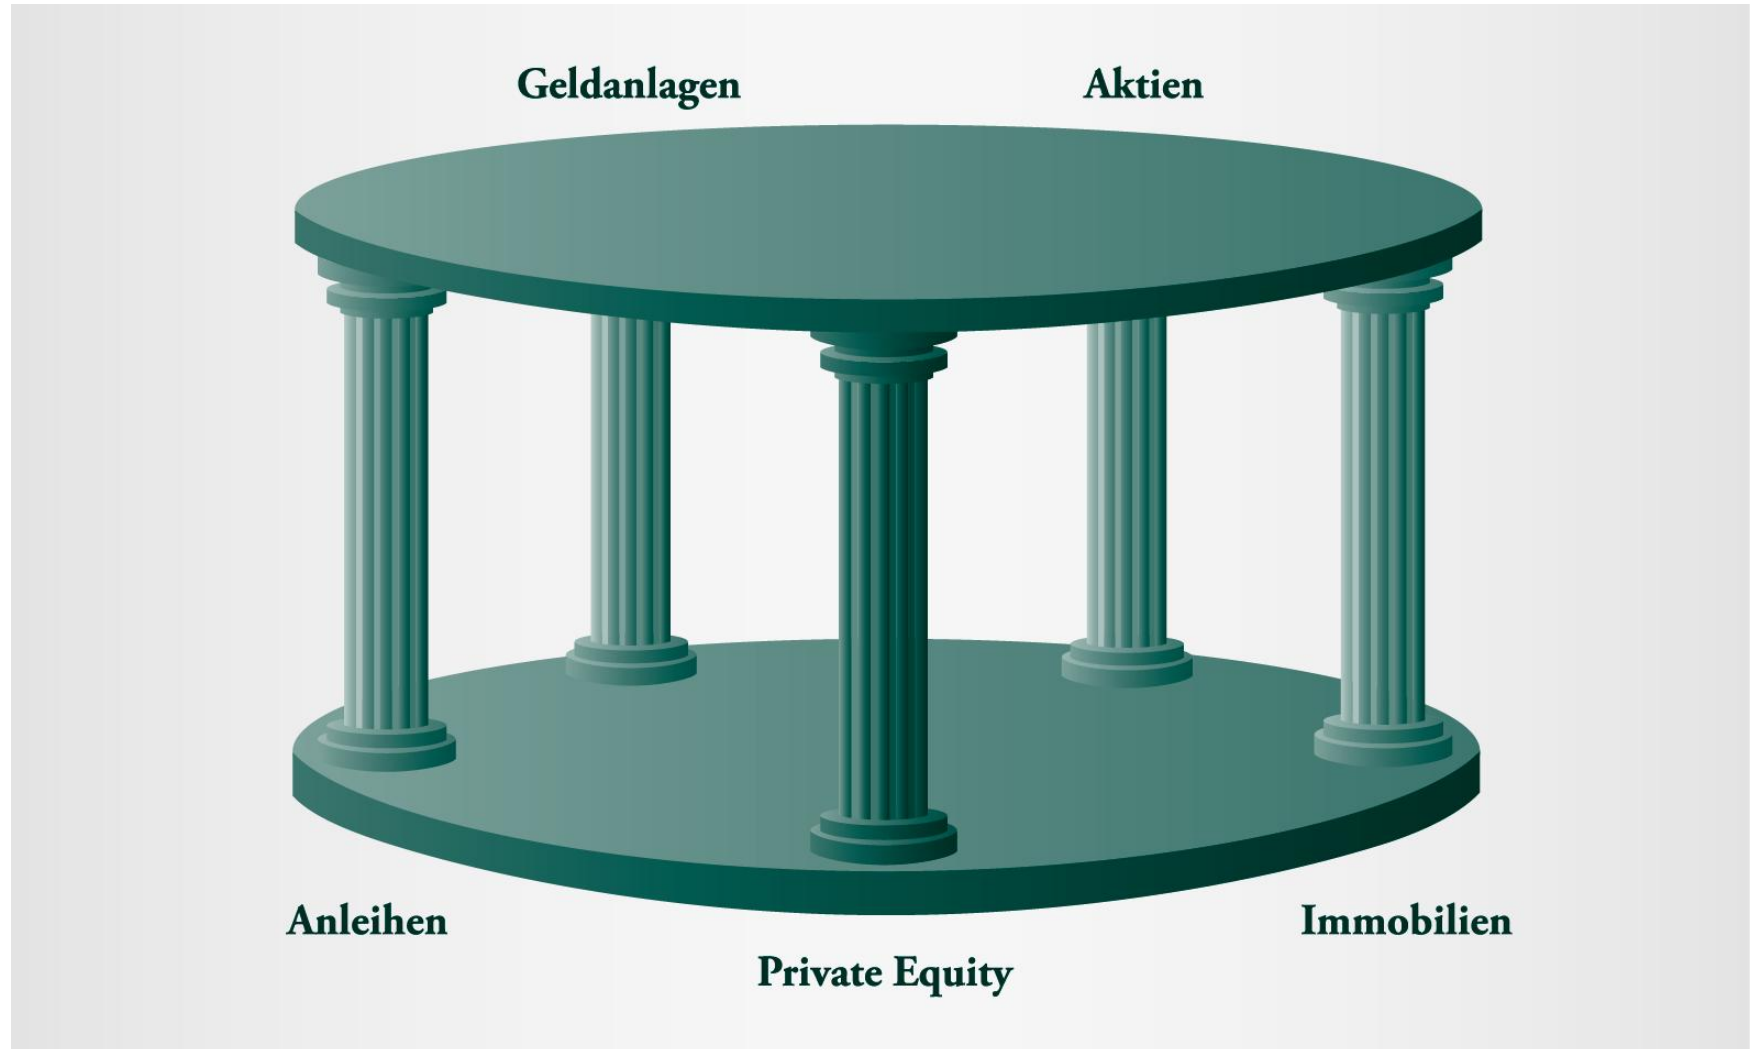 Geldanlagen
Aktien
Anleihen
Immobilien
Private Equity